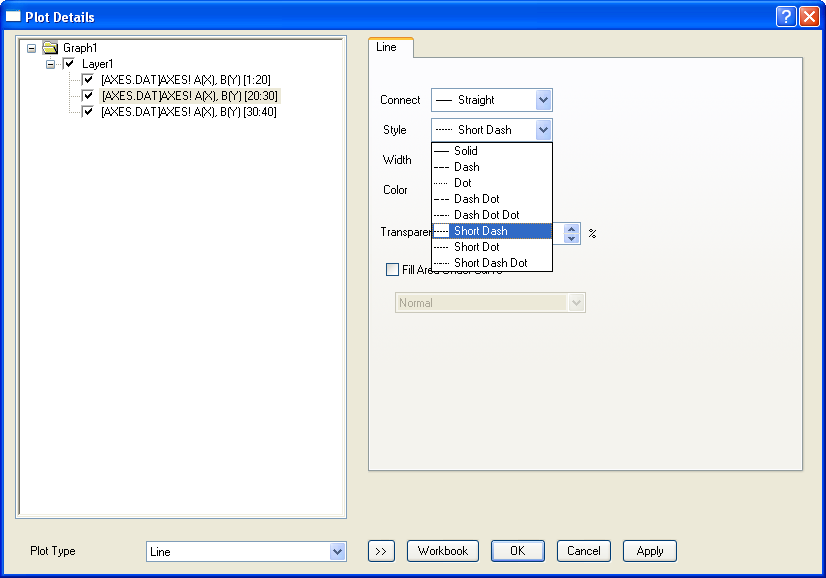 Plot Details
Graph1
Layer1
[AXES.DAT]AXES! A(X), B(Y) [1:20]
[AXES.DAT]AXES! A(X), B(Y) [20:30]
[AXES.DAT]AXES! A(X), B(Y) [30:40]
Line
Connect
Straight
Style
Short Dash
Width
Color
Solid
Dash
Dot
Dash Dot
Dash Dot Dot
Short Dash
Short Dot
Short Dash Dot
Transparen
%
Fill
Normal
Plot Type
Line
>>
Workbook
OK
Cancel
Apply